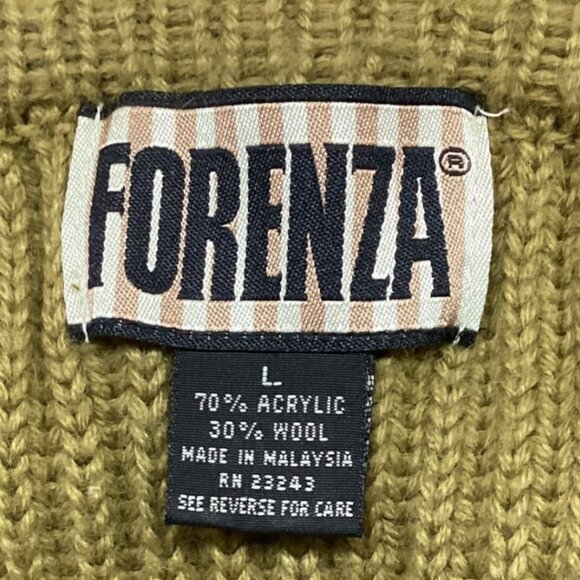 FORENZA®
L
70% ACRYLIC
30% WOOL
MADE IN MALAYSIA
RN 23243
SEE REVERSE FOR CARE